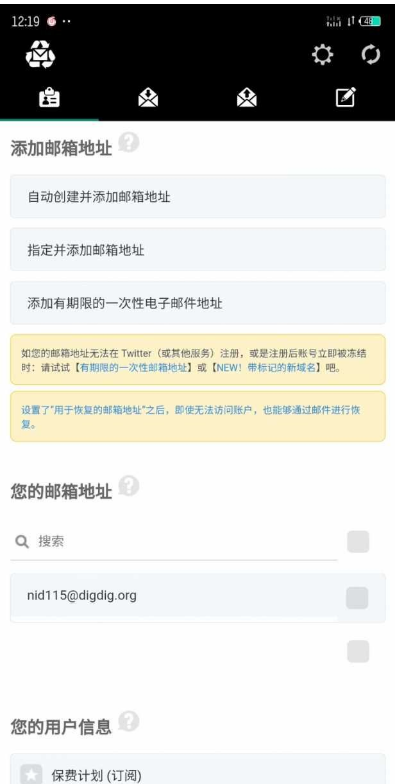 12:19
48
添加邮箱地址
自动创建并添加邮箱地址
指定并添加邮箱地址
添加有期限的一次性电子邮件地址
如您的邮箱地址无法在 Twitter（或其他服务）注册，或是注册后账号立即被冻结
时：请试试【有期限的一次性邮箱地址】或【NEW！带标记的新域名】吧。
设置了"用于恢复的邮箱地址"之后，即使无法访问账户，也能够通过邮件进行恢
复。
您的邮箱地址
搜索
nid115@digdig.org
您的用户信息
保费计划 (订阅)